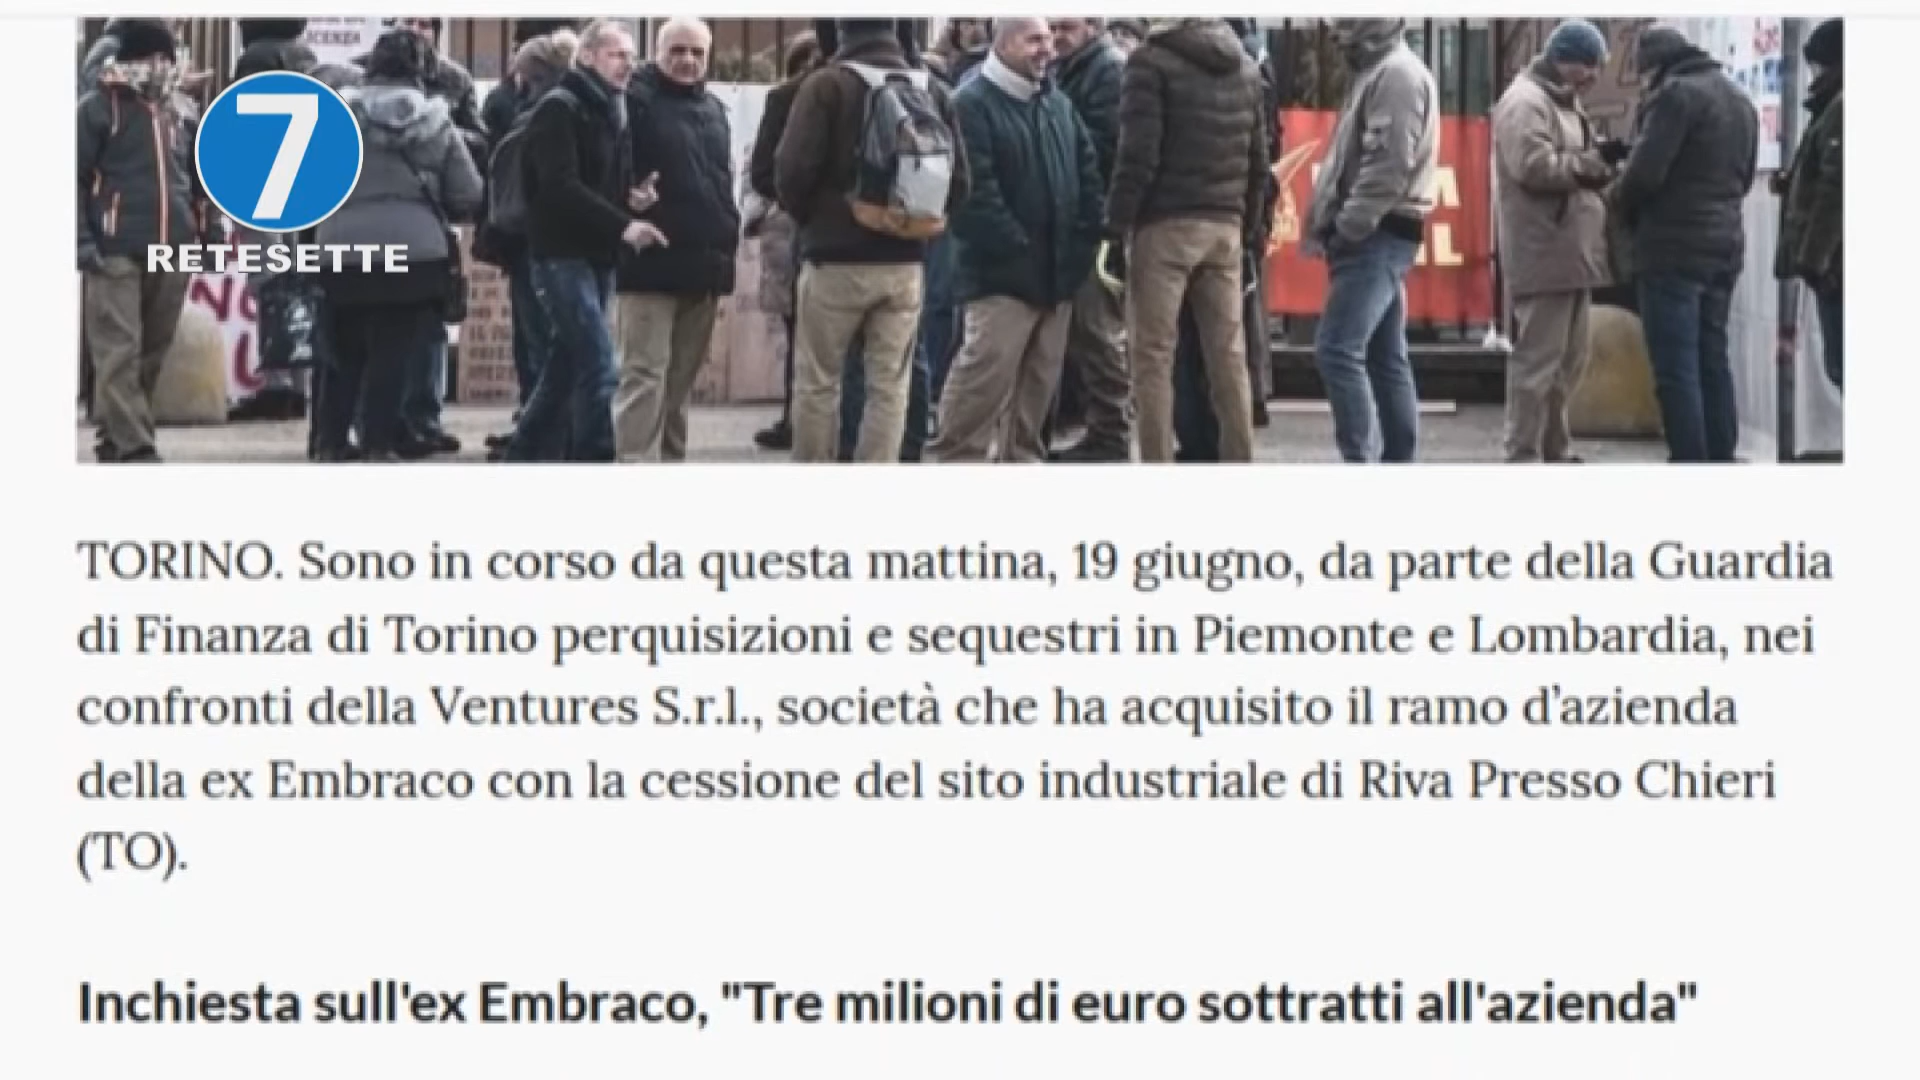 ICENZA
7
RETESETTE
TORINO. Sono in corso da questa mattina, 19 giugno, da parte della Guardia
di Finanza di Torino perquisizioni e sequestri in Piemonte e Lombardia, nei
confronti della Ventures S.r.l., società che ha acquisito il ramo d'azienda
della ex Embraco con la cessione del sito industriale di Riva Presso Chieri
(TO).
Inchiesta sull'ex Embraco, "Tre milioni di euro sottratti all'azienda"